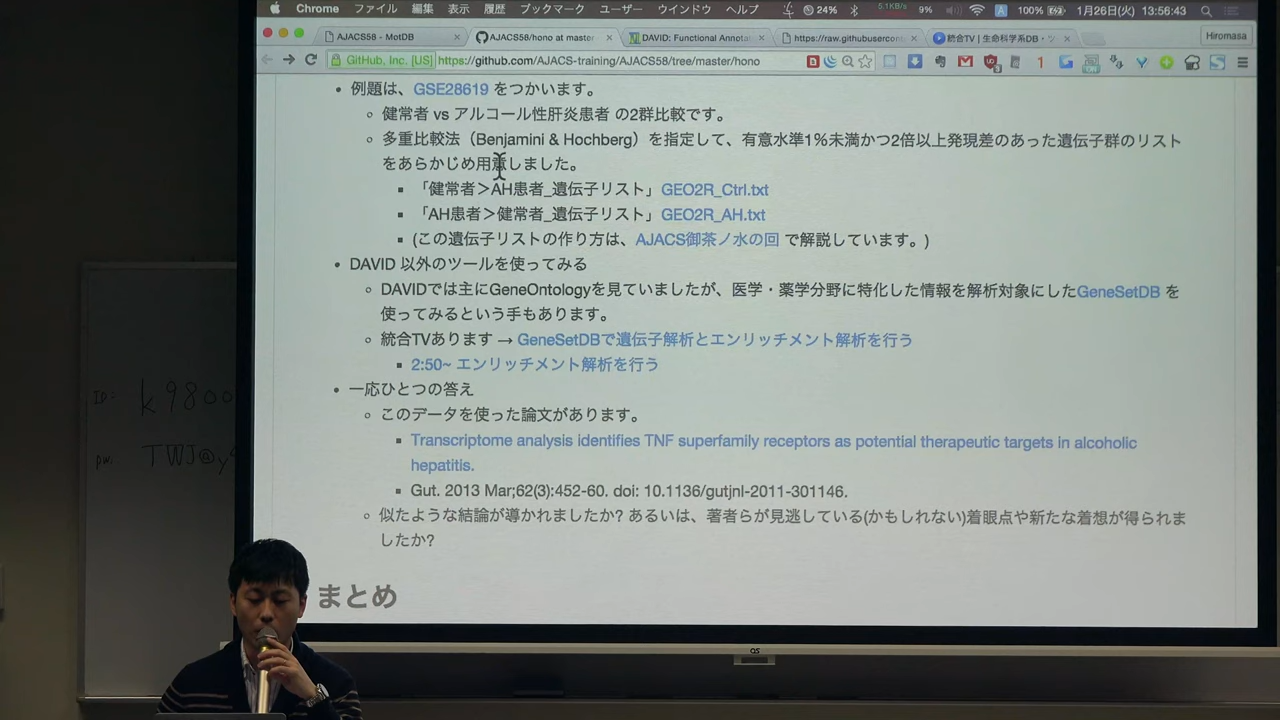 Chrome ファイル 編集 表示 履歴 ブックマーク ユーザー ウインドウ ヘルプ 24% 5.1KB/s 9% 100% 1月26日(火) 13:56:43
AJACS58 - MotDB AJACS58/hono at master DAVID: Functional Annota https://raw.githubusercont 統合TV | 生命科学系DB・ツ Hiromasa
GitHub, Inc. [US] https://github.com/AJACS-training/AJACS58/tree/master/hono
例題は、GSE28619 をつかいます。
健常者 vs アルコール性肝炎患者 の2群比較です。
多重比較法（Benjamini & Hochberg）を指定して、有意水準1%未満かつ2倍以上発現差のあった遺伝子群のリスト
をあらかじめ用意しました。
「健常者＞AH患者_遺伝子リスト」GEO2R_Ctrl.txt
「AH患者＞健常者_遺伝子リスト」GEO2R_AH.txt
(この遺伝子リストの作り方は、AJACS御茶ノ水の回 で解説しています。)
DAVID 以外のツールを使ってみる
DAVIDでは主にGeneOntologyを見ていましたが、医学・薬学分野に特化した情報を解析対象にしたGeneSetDB を
使ってみるという手もあります。
統合TVあります → GeneSetDBで遺伝子解析とエンリッチメント解析を行う
2:50~ エンリッチメント解析を行う
一応ひとつの答え
このデータを使った論文があります。
Transcriptome analysis identifies TNF superfamily receptors as potential therapeutic targets in alcoholic
hepatitis.
Gut. 2013 Mar;62(3):452-60. doi: 10.1136/gutjnl-2011-301146.
似たような結論が導かれましたか? あるいは、著者らが見逃している(かもしれない)着眼点や新たな着想が得られま
したか?
まとめ
ID: k9800
pw: TWJ@y